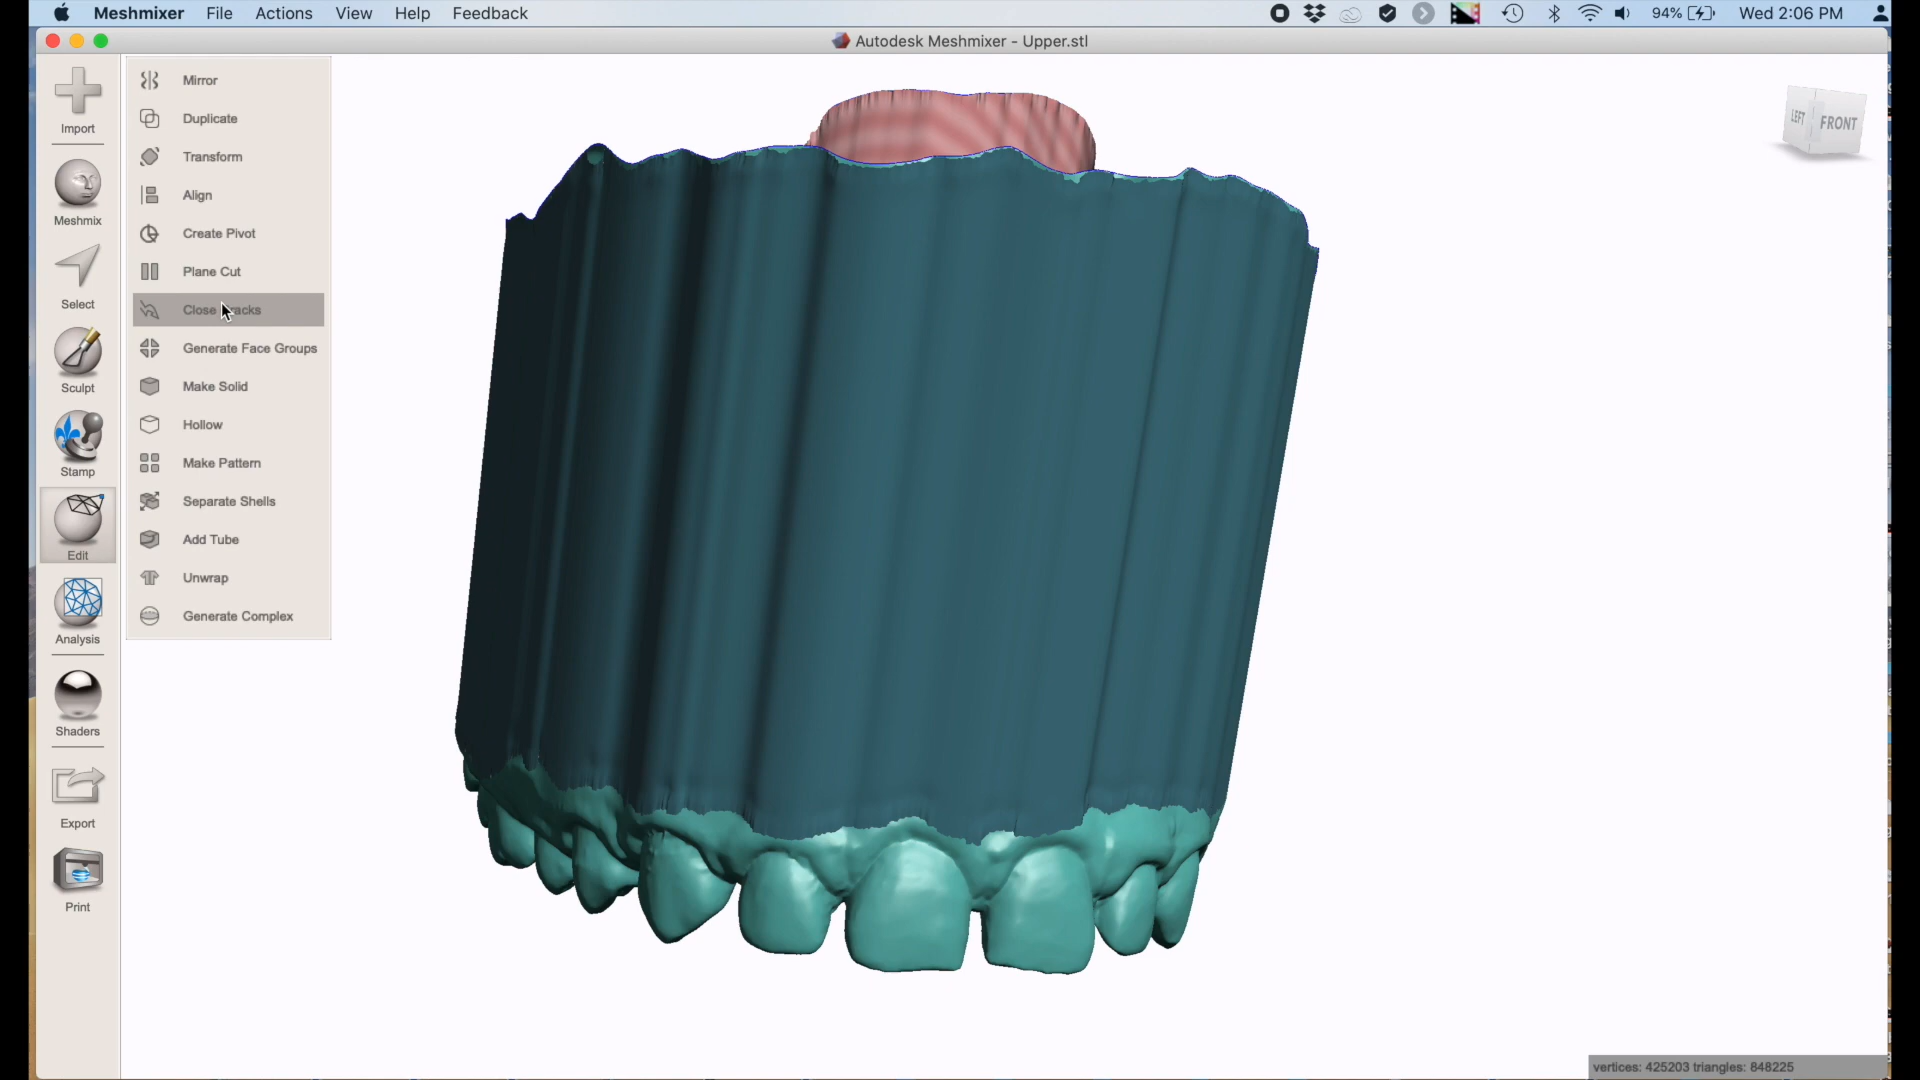 Meshmixer File Actions View Help Feedback
94% Wed 2:06 PM
Autodesk Meshmixer - Upper.stl
Import
Meshmix
Select
Sculpt
Stamp
Edit
Analysis
Shaders
Export
Print
Mirror
Duplicate
Transform
Align
Create Pivot
Plane Cut
Close
Generate Face Groups
Make Solid
Hollow
Make Pattern
Separate Shells
Add Tube
Unwrap
Generate Complex
LEFT FRONT
vertices: 425203 triangles: 848225